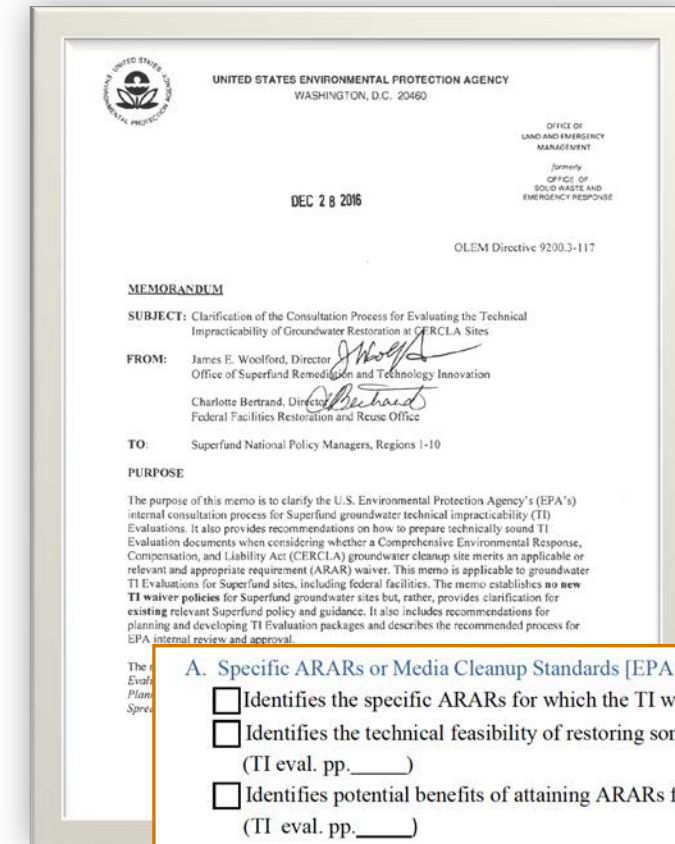 UNITED STATES ENVIRONMENTAL PROTECTION AGENCY
WASHINGTON, D.C. 20460
OFFICE OF
LAND AND EMERGENCY
MANAGEMENT
formerly
OFFICE OF
SOLID WASTE AND
EMERGENCY RESPONSE
DEC 28 2016
OLEM Directive 9200.3-117
MEMORANDUM
SUBJECT: Clarification of the Consultation Process for Evaluating the Technical
Impracticability of Groundwater Restoration at CERCLA Sites
FROM: James E. Woolford, Director
Office of Superfund Remediation and Technology Innovation
Charlotte Bertrand, Director
Federal Facilities Restoration and Reuse Office
TO: Superfund National Policy Managers, Regions 1-10
PURPOSE
The purpose of this memo is to clarify the U.S. Environmental Protection Agency's (EPA's)
internal consultation process for Superfund groundwater technical impracticability (TI)
Evaluations. It also provides recommendations on how to prepare technically sound TI
Evaluation documents when considering whether a Comprehensive Environmental Response,
Compensation, and Liability Act (CERCLA) groundwater cleanup site merits an applicable or
relevant and appropriate requirement (ARAR) waiver. This memo is applicable to groundwater
TI Evaluations for Superfund sites, including federal facilities. The memo establishes no new
TI waiver policies for Superfund groundwater sites but, rather, provides clarification for
existing relevant Superfund policy and guidance. It also includes recommendations for
planning and developing TI Evaluation packages and describes the recommended process for
EPA internal review and approval.
The
A. Specific ARARs or Media Cleanup Standards [EPA
Identifies the specific ARARs for which the TI
Identifies the technical feasibility of restoring
(TI eval. pp._____)
Identifies potential benefits of attaining ARARs
(TI eval. pp._____)